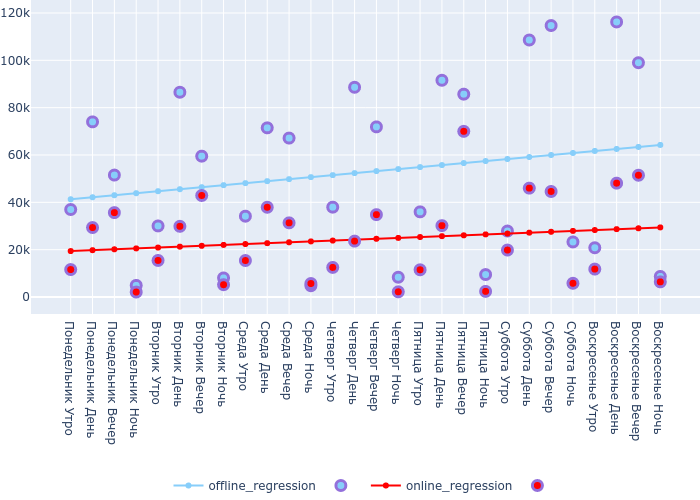 120k
100k
80k
60k
40k
20k
0
Понедельник Утро
Понедельник День
Понедельник Вечер
Понедельник Ночь
Вторник Утро
Вторник День
Вторник Вечер
Вторник Ночь
Среда Утро
Среда День
Среда Вечер
Среда Ночь
Четверг Утро
Четверг День
Четверг Вечер
Четверг Ночь
Пятница Утро
Пятница День
Пятница Вечер
Пятница Ночь
Суббота Утро
Суббота День
Суббота Вечер
Суббота Ночь
Воскресенье Утро
Воскресенье День
Воскресенье Вечер
Воскресенье Ночь
offline_regression online_regression